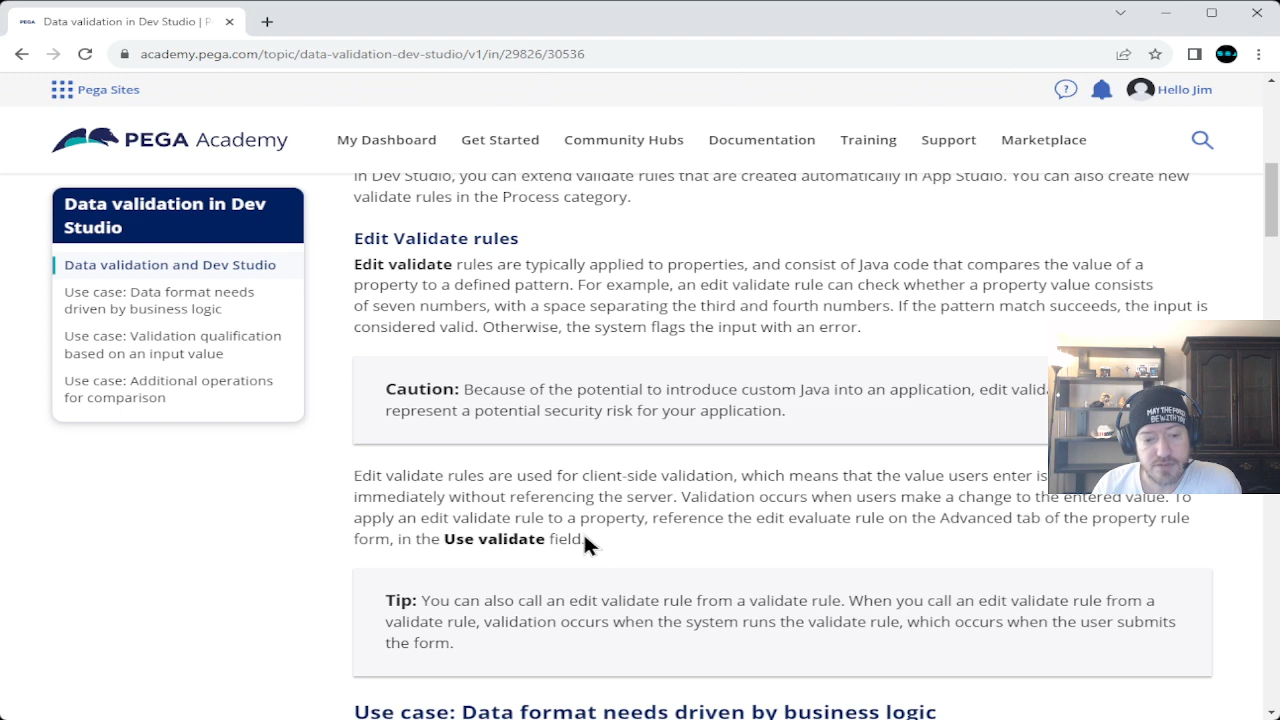 PEGA
Data validation in Dev Studio | P
academy.pega.com/topic/data-validation-dev-studio/v1/in/29826/30536
Pega Sites
Hello Jim
PEGA Academy
My Dashboard
Get Started
Community Hubs
Documentation
Training
Support
Marketplace
Data validation in Dev
Studio
Data validation and Dev Studio
Use case: Data format needs
driven by business logic
Use case: Validation qualification
based on an input value
Use case: Additional operations
for comparison
In Dev Studio, you can extend validate rules that are created automatically in App Studio. You can also create new
validate rules in the Process category.
Edit Validate rules
Edit validate rules are typically applied to properties, and consist of Java code that compares the value of a
property to a defined pattern. For example, an edit validate rule can check whether a property value consists
of seven numbers, with a space separating the third and fourth numbers. If the pattern match succeeds, the input is
considered valid. Otherwise, the system flags the input with an error.
Caution: Because of the potential to introduce custom Java into an application, edit valida
represent a potential security risk for your application.
Edit validate rules are used for client-side validation, which means that the value users enter is
immediately without referencing the server. Validation occurs when users make a change to the entered value. To
apply an edit validate rule to a property, reference the edit evaluate rule on the Advanced tab of the property rule
form, in the Use validate field.
Tip: You can also call an edit validate rule from a validate rule. When you call an edit validate rule from a
validate rule, validation occurs when the system runs the validate rule, which occurs when the user submits
the form.
Use case: Data format needs driven by business logic
MAY THE FORCE
BE WITH YOU